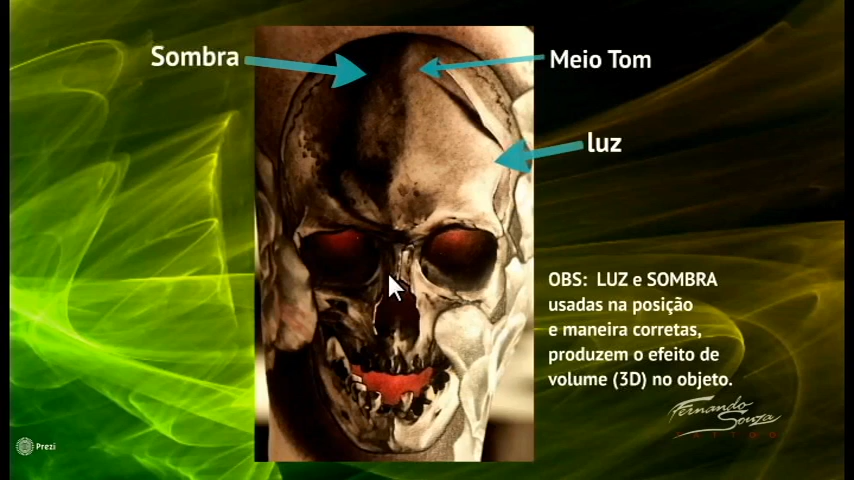 Sombra
Meio Tom
luz
OBS: LUZ e SOMBRA
usadas na posição
e maneira corretas,
produzem o efeito de
volume (3D) no objeto.
Fernando
Souza
TATTOO
Prezi